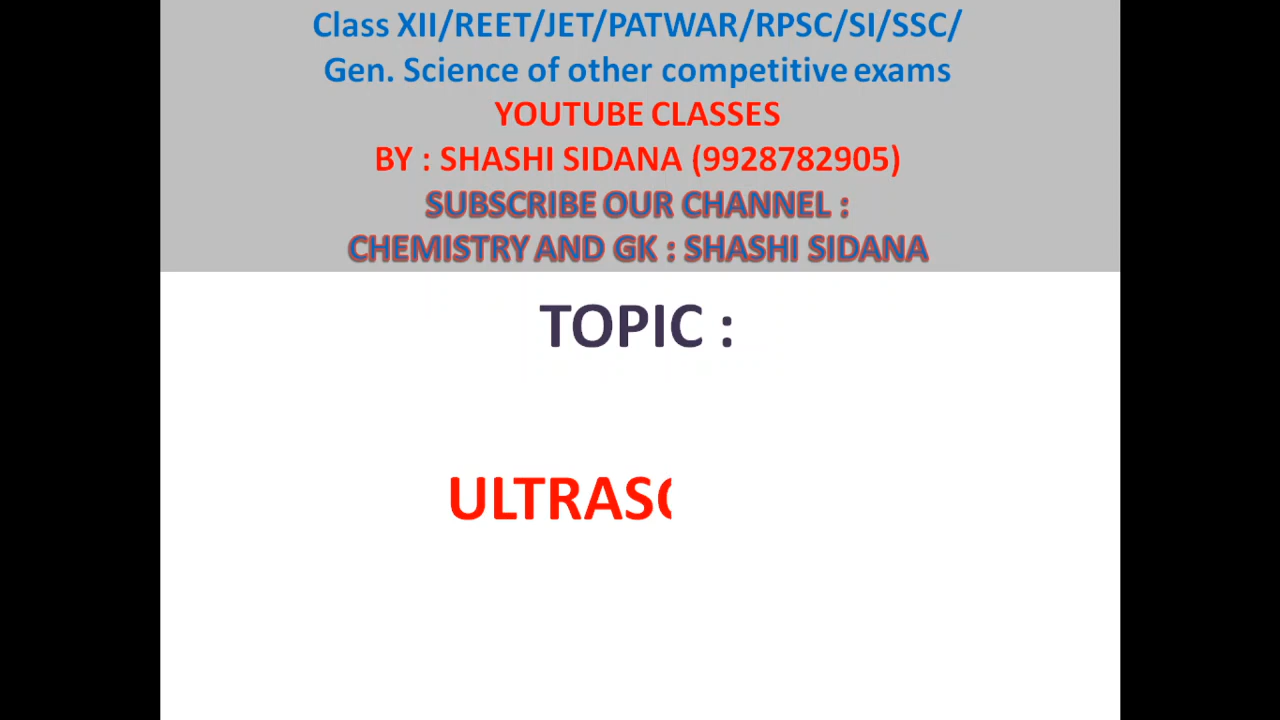 Class XII/REET/JET/PATWAR/RPSC/SI/SSC/
Gen. Science of other competitive exams
YOUTUBE CLASSES
BY : SHASHI SIDANA (9928782905)
SUBSCRIBE OUR CHANNEL :
CHEMISTRY AND GK : SHASHI SIDANA
TOPIC :